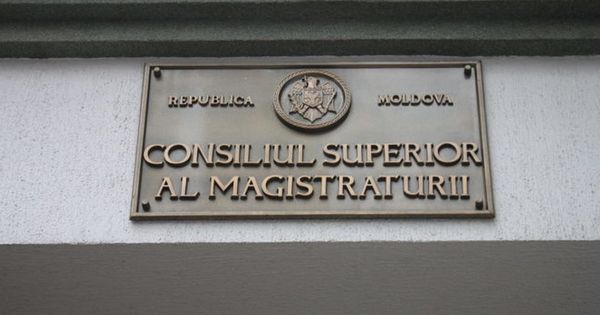 REPUBLICA MOLDOVA
CONSILIUL SUPERIOR
AL MAGISTRATURII